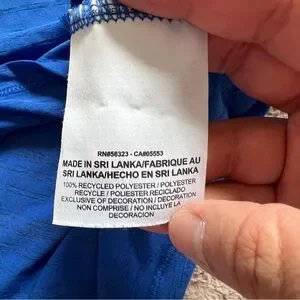 RN#56323 - CA#05553
MADE IN SRI LANKA/FABRIQUE AU
SRI LANKA/HECHO EN SRI LANKA
100% RECYCLED POLYESTER / POLYESTER
RECYCLE / POLIESTER RECICLADO
EXCLUSIVE OF DECORATION / DECORATION
NON COMPRISE / NO INCLUYE LA
DECORACION